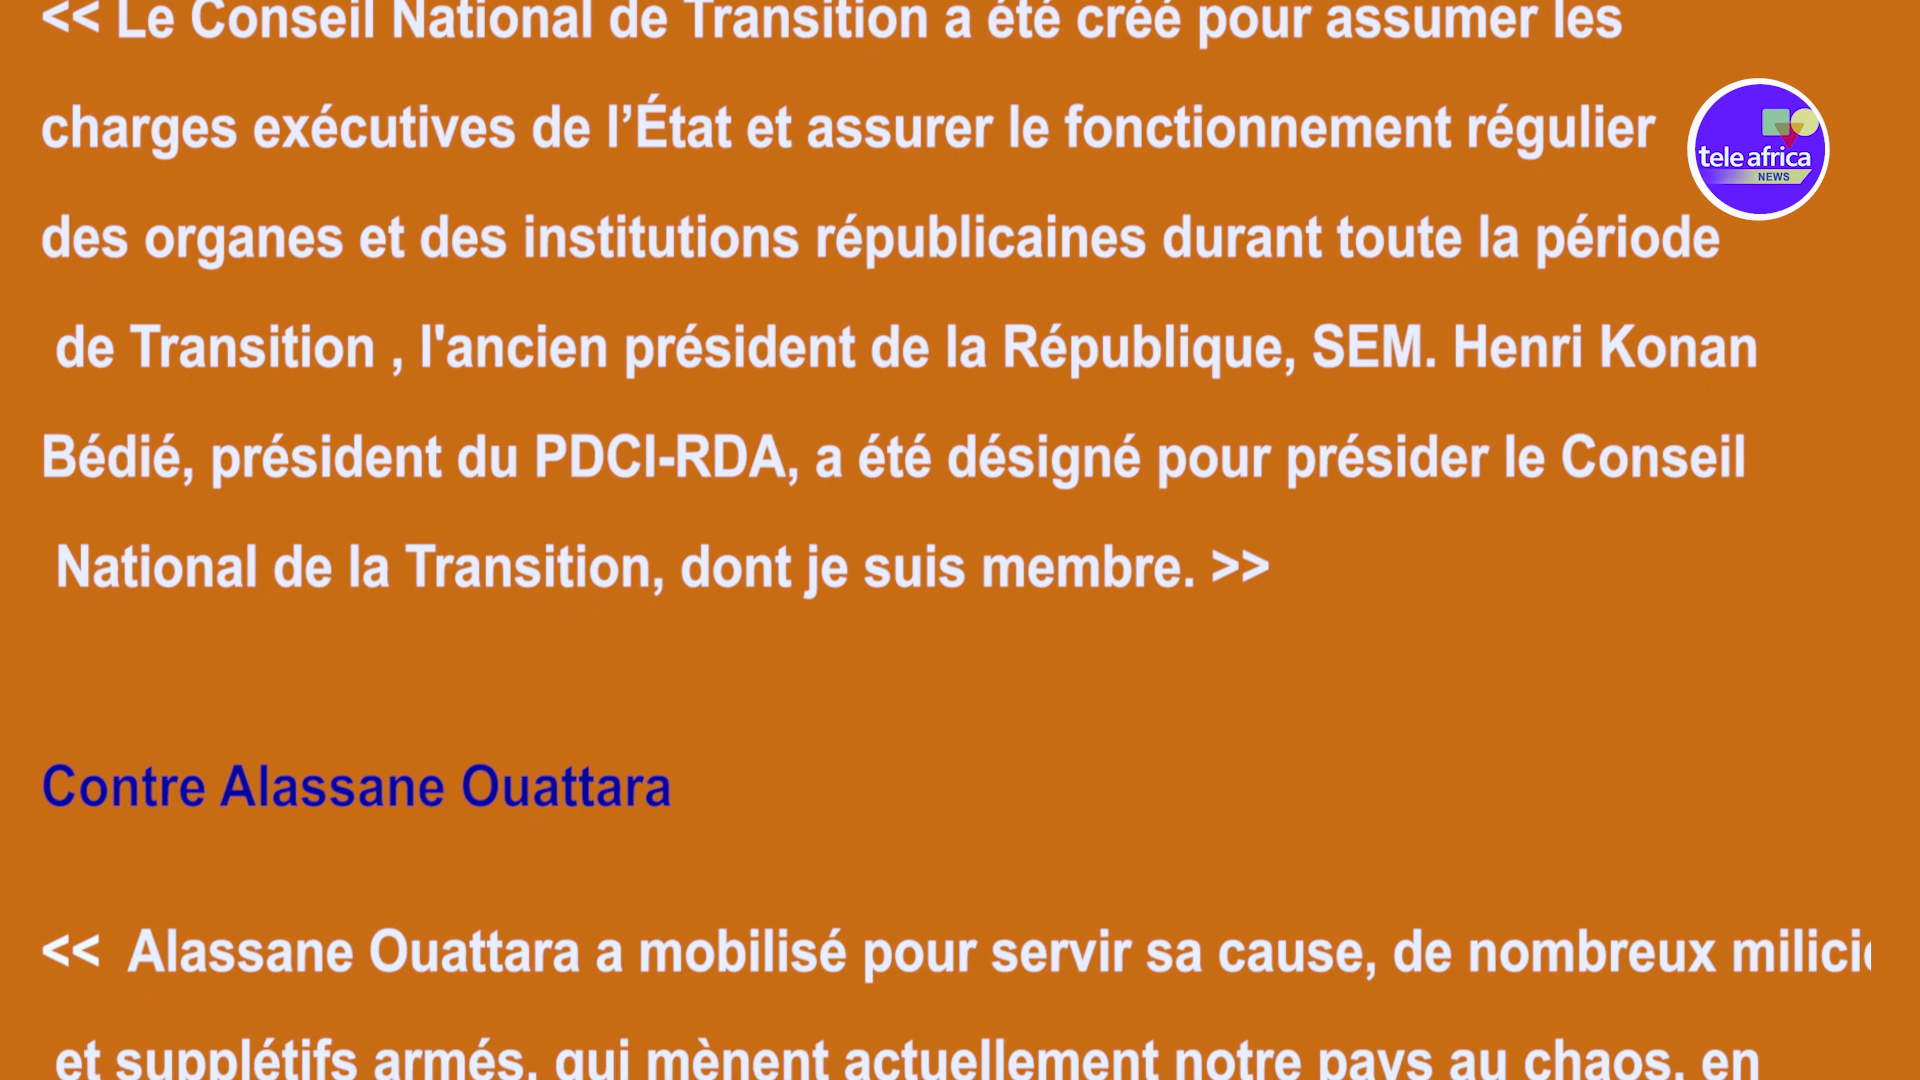 << Le Conseil National de Transition a été créé pour assumer les
charges exécutives de l’État et assurer le fonctionnement régulier
tele africa
NEWS
des organes et des institutions républicaines durant toute la période
de Transition , l'ancien président de la République, SEM. Henri Konan
Bédié, président du PDCI-RDA, a été désigné pour présider le Conseil
National de la Transition, dont je suis membre. >>
Contre Alassane Ouattara
<< Alassane Ouattara a mobilisé pour servir sa cause, de nombreux
et supplétifs armés, qui mènent actuellement notre pays au chaos, en